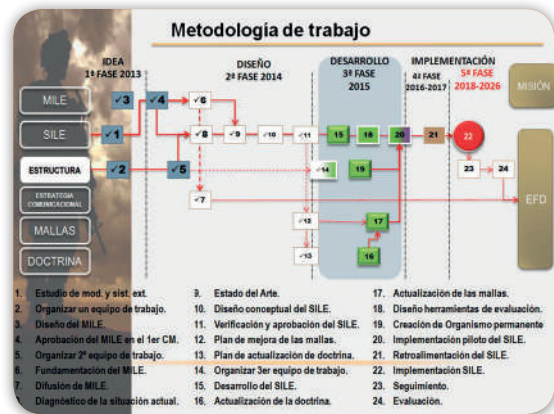 Metodología de trabajo
IDEA
1ª FASE 2013
DISEÑO
2ª FASE 2014
DESARROLLO
3ª FASE
2015
IMPLEMENTACIÓN
4ª FASE
2016-2017
5ª FASE
2018-2026
MISIÓN
MILE
SILE
ESTRUCTURA
ESTRATEGIA
COMUNICACIONAL
MALLAS
DOCTRINA
✓3
✓4
✓6
✓1
✓8
✓9
✓10
✓11
15
18
20
21
22
✓2
✓5
✓14
19
23
24
✓7
✓12
17
✓13
16
EFD
1. Estudio de mod. y sist. ext.
2. Organizar un equipo de trabajo.
3. Diseño del MILE.
4. Aprobación del MILE en el 1er CM.
5. Organizar 2º equipo de trabajo.
6. Fundamentación del MILE.
7. Difusión de MILE.
Diagnóstico de la situación actual.
9. Estado del Arte.
10. Diseño conceptual del SILE.
11. Verificación y aprobación del SILE.
12. Plan de mejora de las mallas.
13. Plan de actualización de doctrina.
14. Organizar 3er equipo de trabajo.
15. Desarrollo del SILE.
16. Actualización de la doctrina.
17. Actualización de las mallas.
18. Diseño herramientas de evaluación.
19. Creación de Organismo permanente
20. Implementación piloto del SILE.
21. Retroalimentación del SILE.
22. Implementación SILE.
23. Seguimiento.
24. Evaluación.